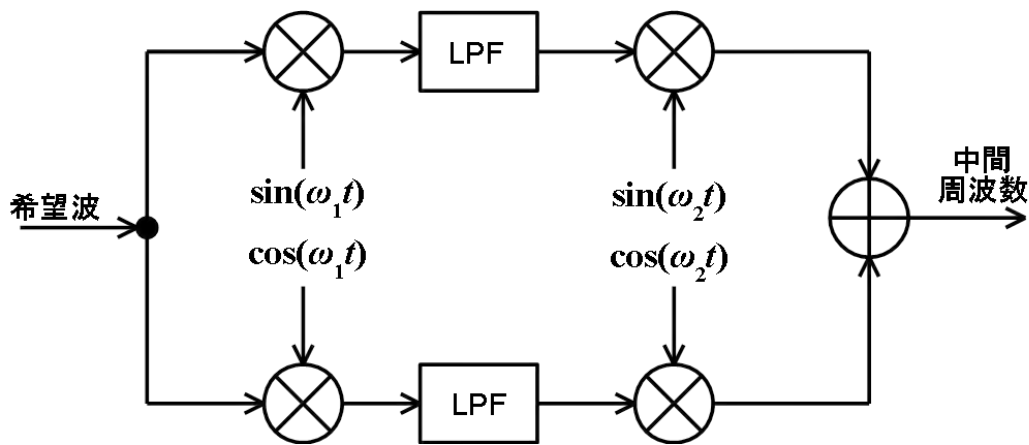 LPF
希望波
sin(ω₁t)
cos(ω₁t)
sin(ω₂t)
cos(ω₂t)
中間
周波数
LPF